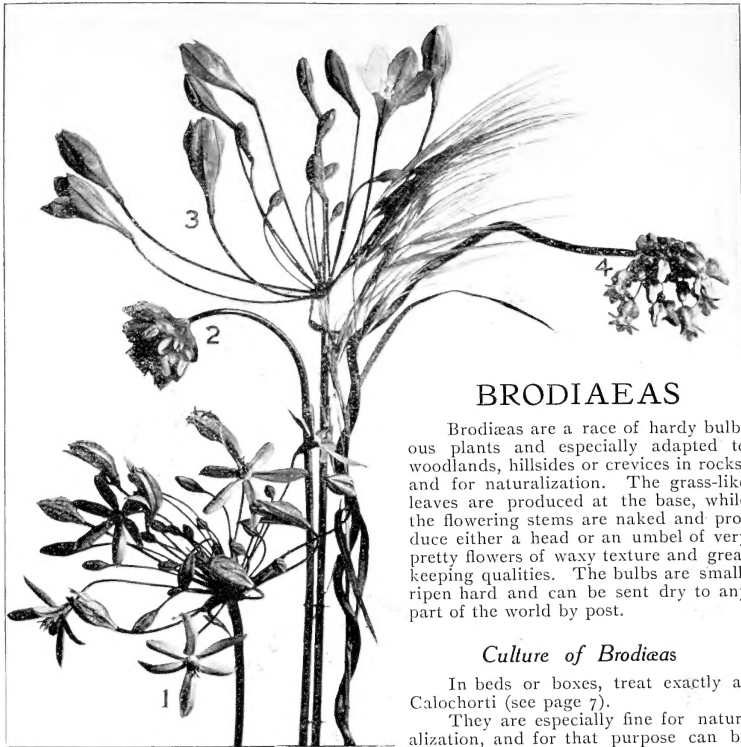 3
4
2
1
BRODIAEAS
Brodiæas are a race of hardy bulb
ous plants and especially adapted to
woodlands, hillsides or crevices in rocks,
and for naturalization. The grass-like
leaves are produced at the base, while
the flowering stems are naked and pro
duce either a head or an umbel of very
pretty flowers of waxy texture and grea
keeping qualities. The bulbs are small
ripen hard and can be sent dry to any
part of the world by post.
Culture of Brodiæas
In beds or boxes, treat exactly a
Calochorti (see page 7).
They are especially fine for natur
alization, and for that purpose can b